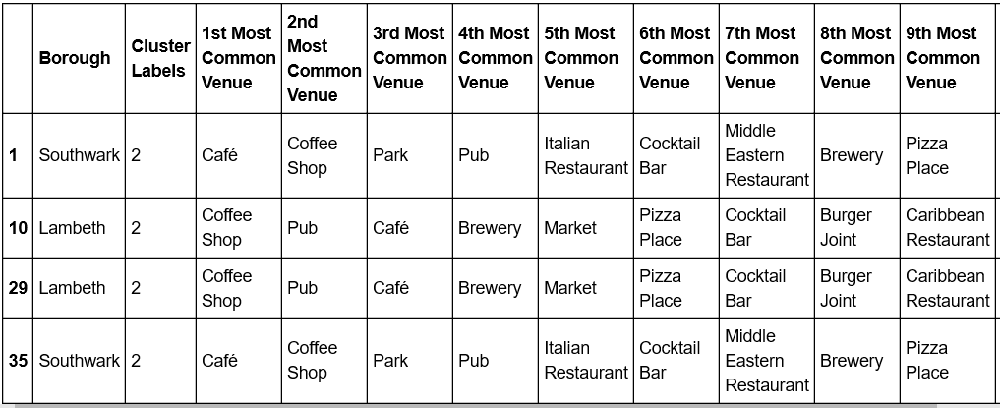 Borough Cluster Labels 1st Most Common Venue 2nd Most Common Venue 3rd Most Common Venue 4th Most Common Venue 5th Most Common Venue 6th Most Common Venue 7th Most Common Venue 8th Most Common Venue 9th Most Common Venue
1 Southwark 2 Café Coffee Shop Park Pub Italian Restaurant Cocktail Bar Middle Eastern Restaurant Brewery Pizza Place
10 Lambeth 2 Coffee Shop Pub Café Brewery Market Pizza Place Cocktail Bar Burger Joint Caribbean Restaurant
29 Lambeth 2 Coffee Shop Pub Café Brewery Market Pizza Place Cocktail Bar Burger Joint Caribbean Restaurant
35 Southwark 2 Café Coffee Shop Park Pub Italian Restaurant Cocktail Bar Middle Eastern Restaurant Brewery Pizza Place